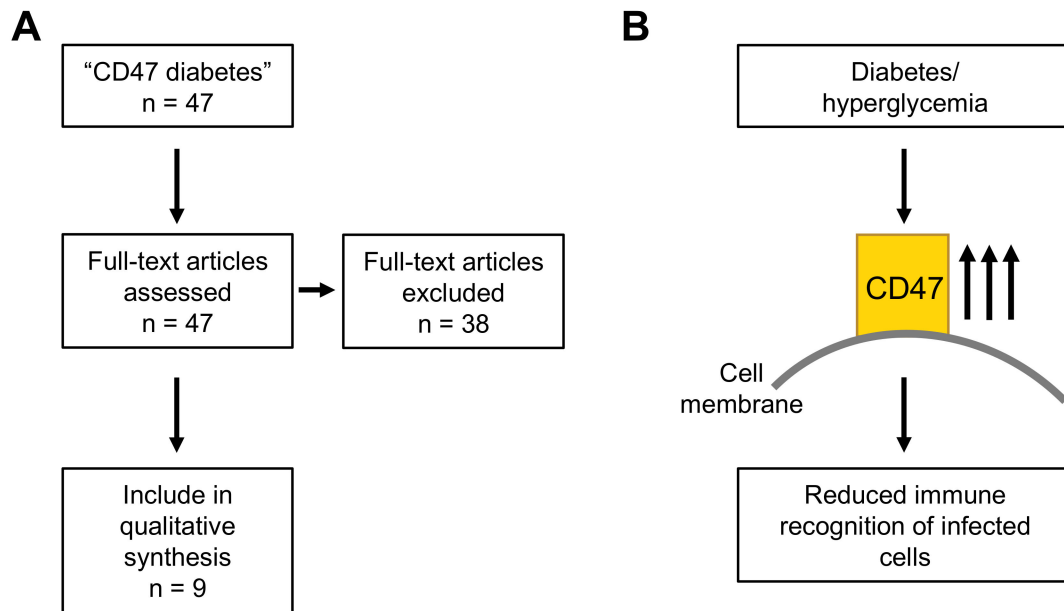 A
“CD47 diabetes”
n = 47
Full-text articles
assessed
n = 47
Full-text articles
excluded
n = 38
Include in
qualitative
synthesis
n = 9
B
Diabetes/
hyperglycemia
CD47
Cell
membrane
Reduced immune
recognition of infected
cells